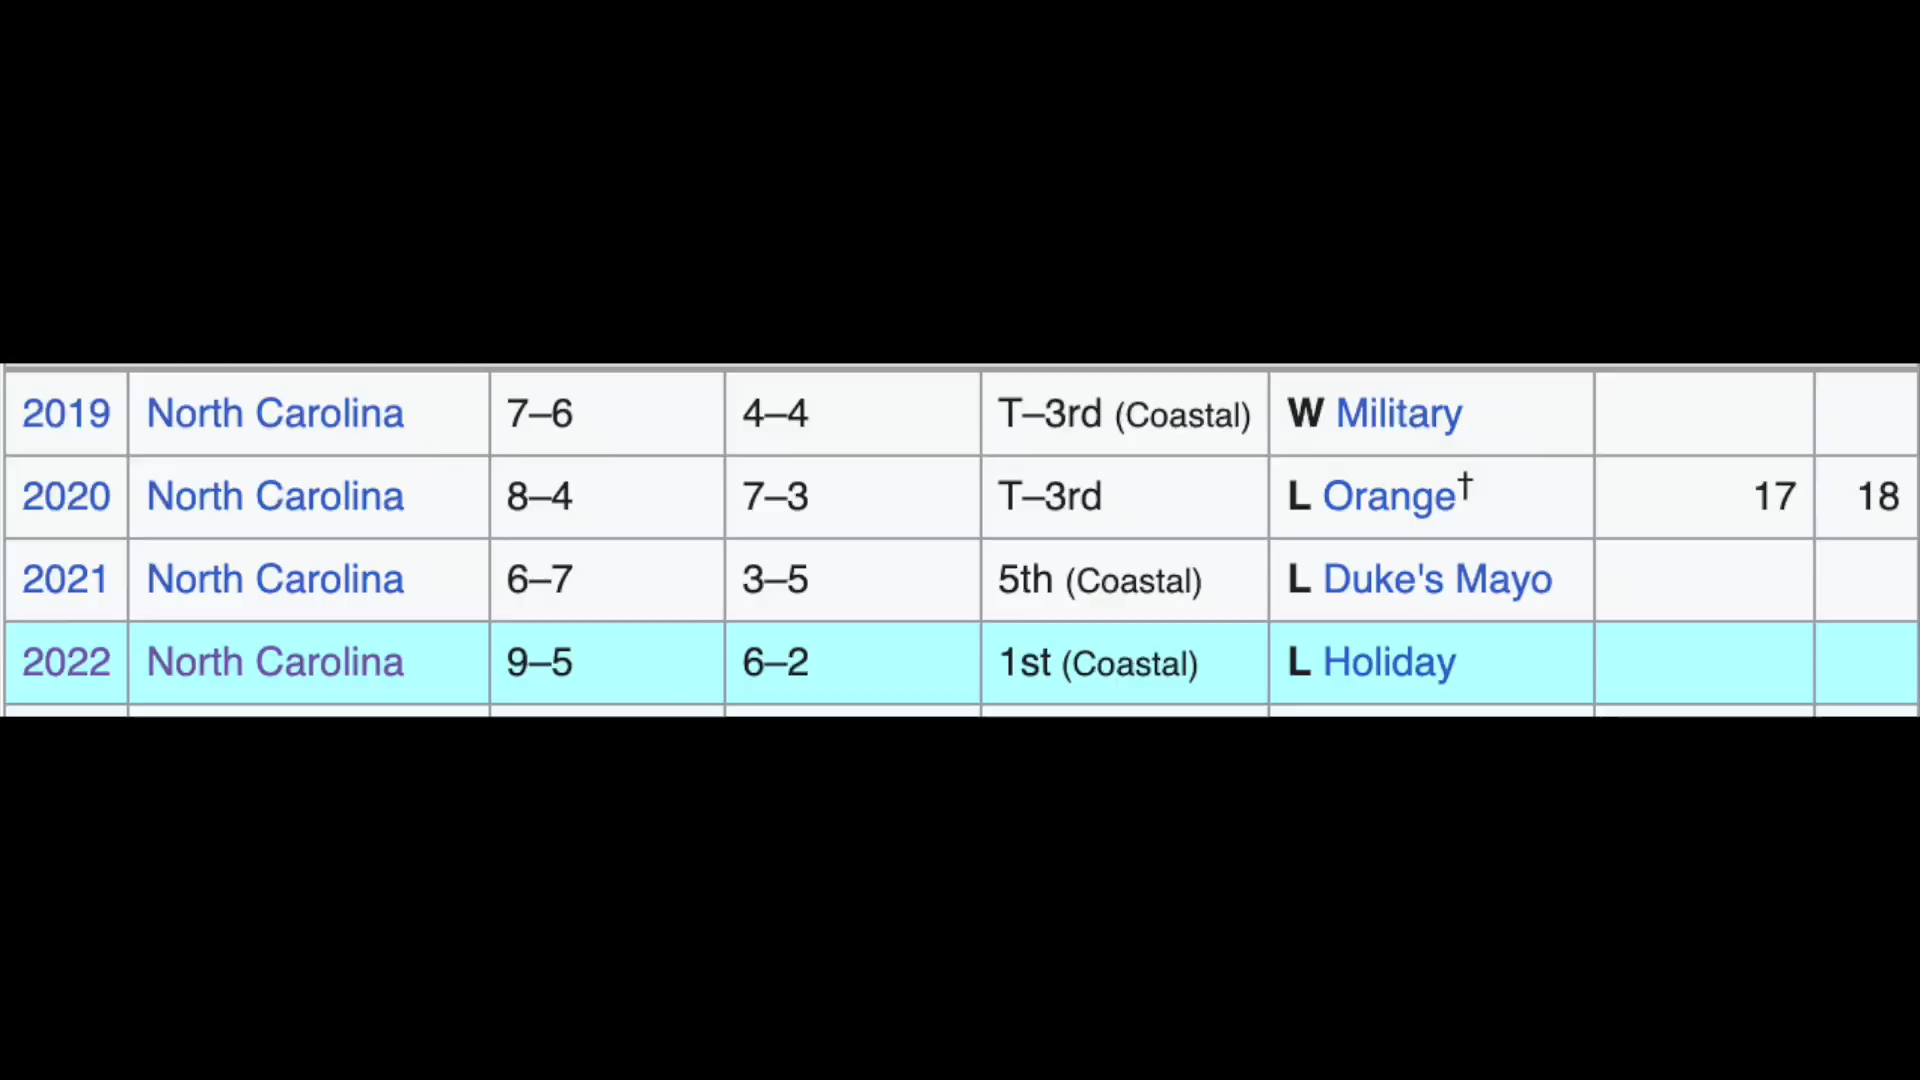 2019 North Carolina 7–6 4–4 T–3rd (Coastal) W Military
2020 North Carolina 8–4 7–3 T–3rd L Orange† 17 18
2021 North Carolina 6–7 3–5 5th (Coastal) L Duke's Mayo
2022 North Carolina 9–5 6–2 1st (Coastal) L Holiday